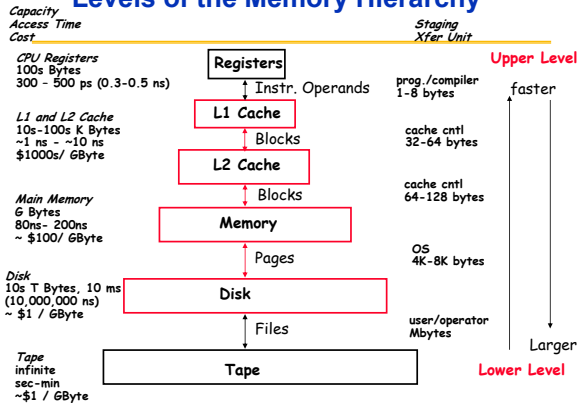 Levels of the Memory Hierarchy
Capacity
Access Time
Cost
Staging
Xfer Unit
CPU Registers
100s Bytes
300 - 500 ps (0.3-0.5 ns)
Registers
Upper Level
Instr. Operands
prog./compiler
1-8 bytes
faster
L1 and L2 Cache
10s-100s K Bytes
~1 ns - ~10 ns
$1000s/ GByte
L1 Cache
Blocks
cache cntl
32-64 bytes
L2 Cache
Blocks
cache cntl
64-128 bytes
Main Memory
G Bytes
80ns- 200ns
~ $100/ GByte
Memory
Pages
OS
4K-8K bytes
Disk
10s T Bytes, 10 ms
(10,000,000 ns)
~ $1 / GByte
Disk
Files
user/operator
Mbytes
Larger
Tape
infinite
sec-min
~$1 / GByte
Tape
Lower Level